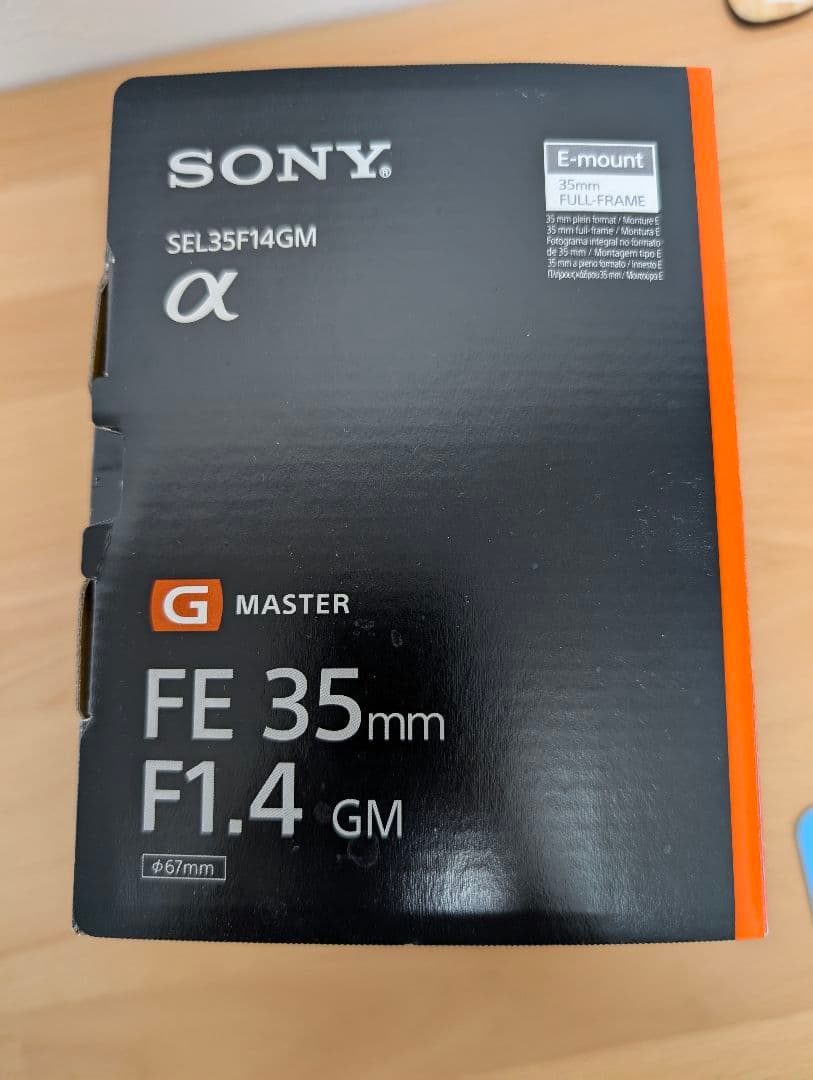 SONY®
SEL35F14GM
α
E-mount
35mm
FULL-FRAME
35 mm plein format / Monture E
35 mm full-frame / Montura E
Fotograma integral no formato
de 35 mm / Montagem tipo E
35 mm a pieno formato / Innesto E
Πλήρους κάδρου 35 mm / Μοντούρα E
G MASTER
FE 35mm
F1.4 GM
φ67mm